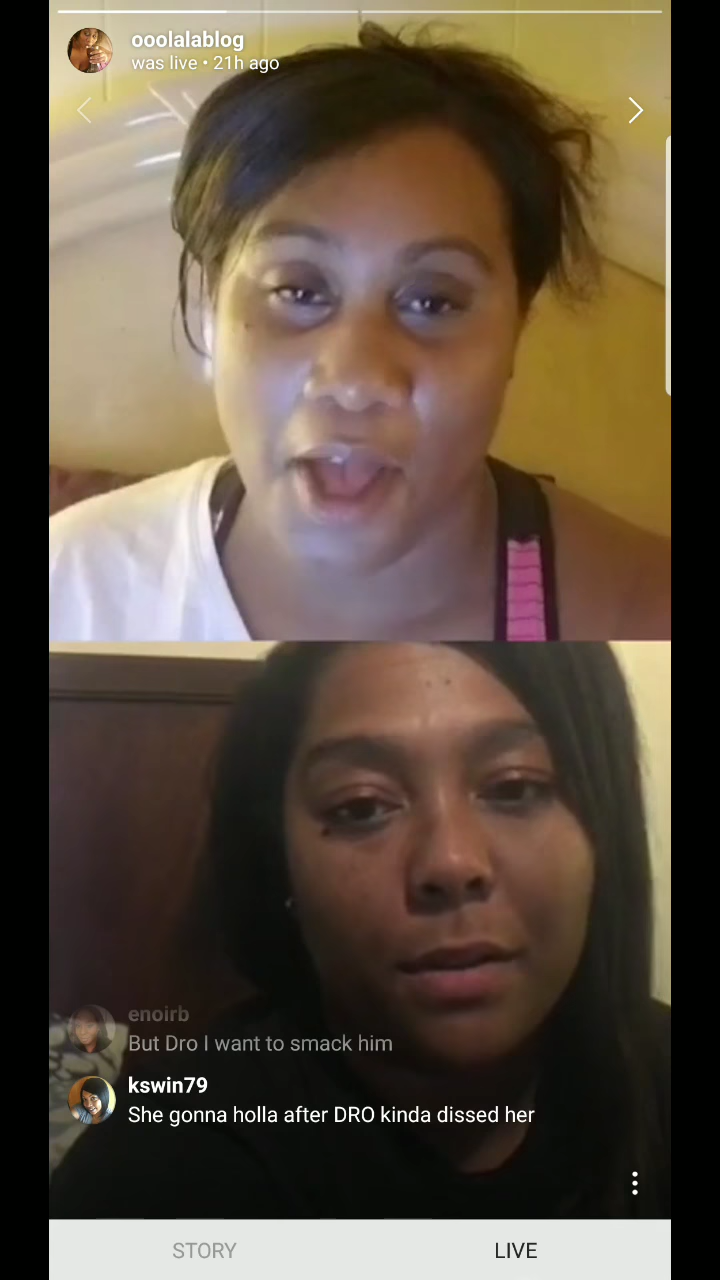 ooolalablog
was live • 21h ago
enoirb
But Dro I want to smack him
kswin79
She gonna holla after DRO kinda dissed her
STORY
LIVE